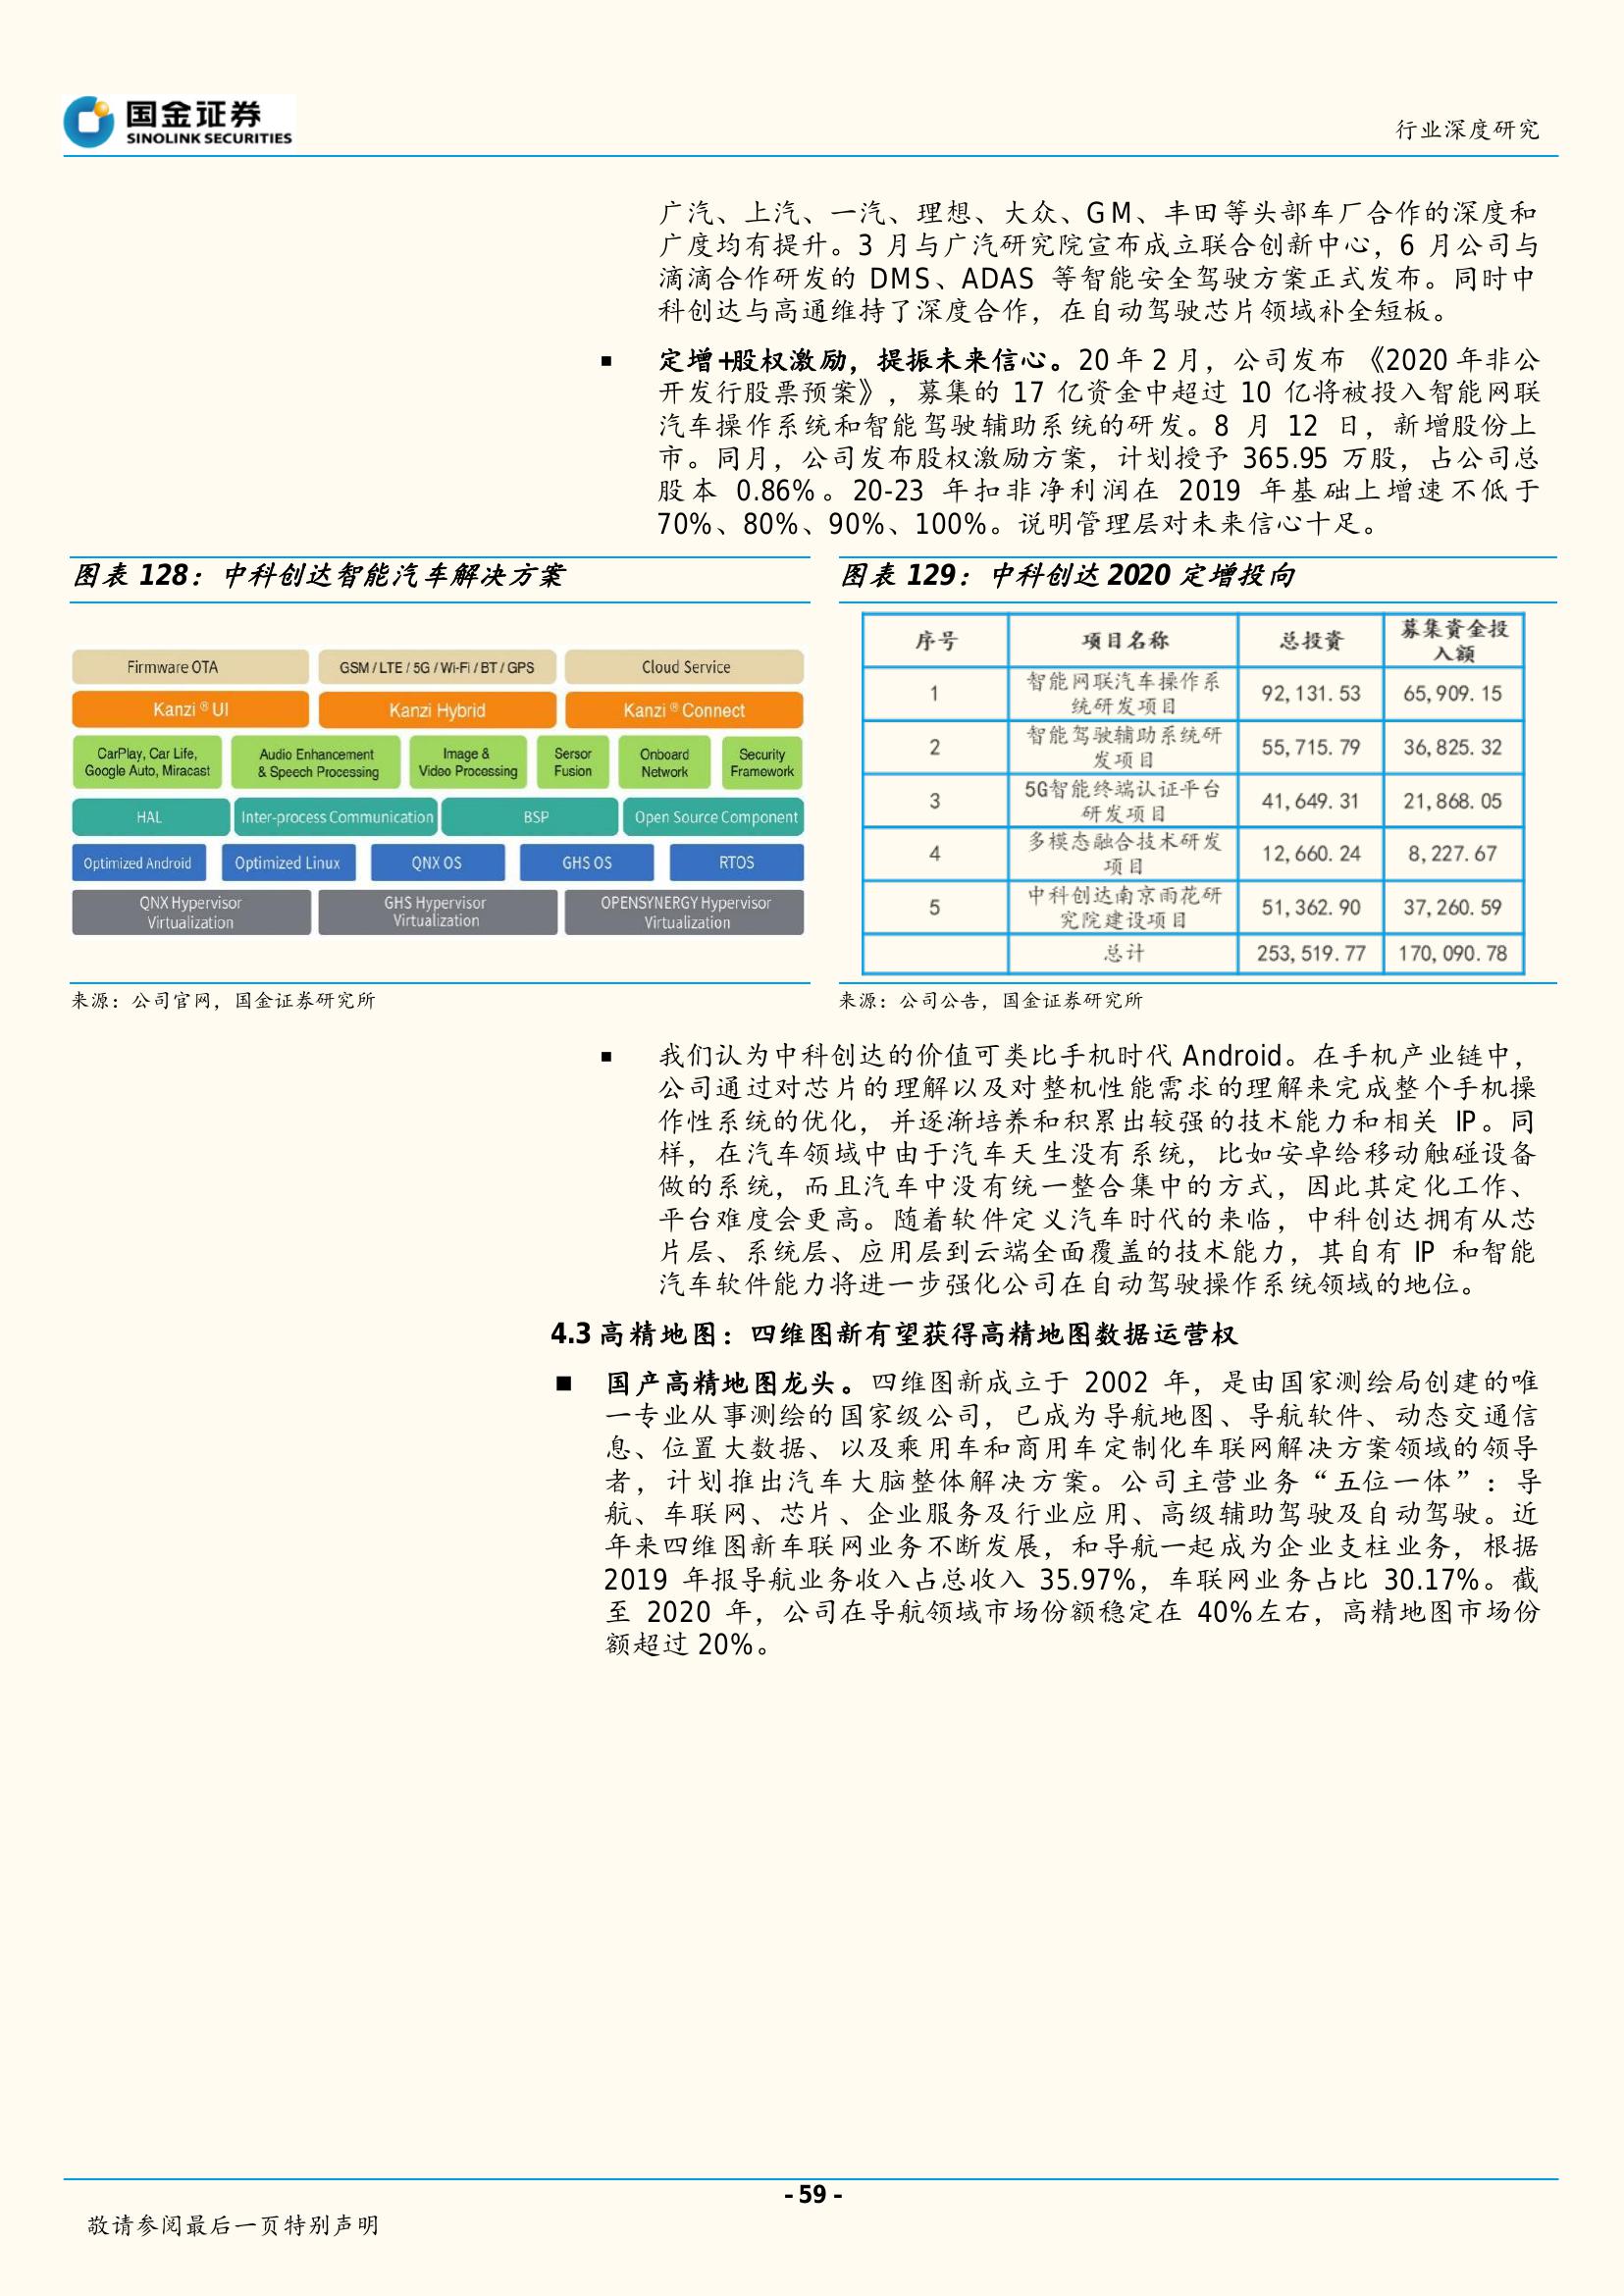 国金证券
SINOLINK SECURITIES
行业深度研究
广汽、上汽、一汽、理想、大众、GM、丰田等头部车厂合作的深度和
广度均有提升。3 月与广汽研究院宣布成立联合创新中心，6 月公司与
滴滴合作研发的 DMS、ADAS 等智能安全驾驶方案正式发布。同时中
科创达与高通维持了深度合作，在自动驾驶芯片领域补全短板。
■ 定增+股权激励，提振未来信心。20 年 2 月，公司发布 《2020 年非公
开发行股票预案》，募集的 17 亿资金中超过 10 亿将被投入智能网联
汽车操作系统和智能驾驶辅助系统的研发。8 月 12 日，新增股份上
市。同月，公司发布股权激励方案，计划授予 365.95 万股，占公司总
股本 0.86%。20-23 年扣非净利润在 2019 年基础上增速不低于
70%、80%、90%、100%。说明管理层对未来信心十足。
图表 128：中科创达智能汽车解决方案
Firmware OTA
GSM / LTE / 5G / Wi-Fi / BT / GPS
Cloud Service
Kanzi ® UI
Kanzi Hybrid
Kanzi ® Connect
CarPlay, Car Life,
Google Auto, Miracast
Audio Enhancement
& Speech Processing
Image &
Video Processing
Sersor
Fusion
Onboard
Network
Security
Framework
HAL
Inter-process Communication
BSP
Open Source Component
Optimized Android
Optimized Linux
QNX OS
GHS OS
RTOS
QNX Hypervisor
Virtualization
GHS Hypervisor
Virtualization
OPENSYNERGY Hypervisor
Virtualization
来源：公司官网，国金证券研究所
图表 129：中科创达 2020 定增投向
序号 项目名称 总投资 募集资金投
入额
1 智能网联汽车操作系 92,131.53 65,909.15
统研发项目
2 智能驾驶辅助系统研 55,715.79 36,825.32
发项目
3 5G智能终端认证平台 41,649.31 21,868.05
研发项目
4 多模态融合技术研发 12,660.24 8,227.67
项目
5 中科创达南京雨花研 51,362.90 37,260.59
究院建设项目
总计 253,519.77 170,090.78
来源：公司公告，国金证券研究所
■ 我们认为中科创达的价值可类比手机时代 Android。在手机产业链中，
公司通过对芯片的理解以及对整机性能需求的理解来完成整个手机操
作性系统的优化，并逐渐培养和积累出较强的技术能力和相关 IP。同
样，在汽车领域中由于汽车天生没有系统，比如安卓给移动触碰设备
做的系统，而且汽车中没有统一整合集中的方式，因此其定化工作、
平台难度会更高。随着软件定义汽车时代的来临，中科创达拥有从芯
片层、系统层、应用层到云端全面覆盖的技术能力，其自有 IP 和智能
汽车软件能力将进一步强化公司在自动驾驶操作系统领域的地位。
4.3 高精地图：四维图新有望获得高精地图数据运营权
■ 国产高精地图龙头。四维图新成立于 2002 年，是由国家测绘局创建的唯
一专业从事测绘的国家级公司，已成为导航地图、导航软件、动态交通信
息、位置大数据、以及乘用车和商用车定制化车联网解决方案领域的领导
者，计划推出汽车大脑整体解决方案。公司主营业务“五位一体”：导
航、车联网、芯片、企业服务及行业应用、高级辅助驾驶及自动驾驶。近
年来四维图新车联网业务不断发展，和导航一起成为企业支柱业务，根据
2019 年报导航业务收入占总收入 35.97%，车联网业务占比 30.17%。截
至 2020 年，公司在导航领域市场份额稳定在 40%左右，高精地图市场份
额超过 20%。
- 59 -
敬请参阅最后一页特别声明